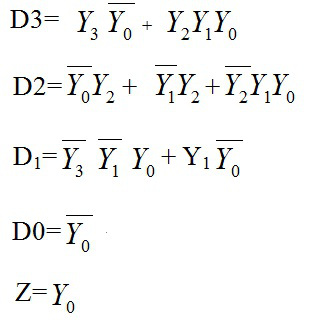 D3= Y₃ Y̅₀ + Y₂Y₁Y₀
D2= Y̅₀Y₂ + Y̅₁Y₂ + Y̅₂Y₁Y₀
D₁= Y̅₃ Y̅₁ Y₀ + Y₁ Y̅₀
D0= Y̅₀
Z= Y₀